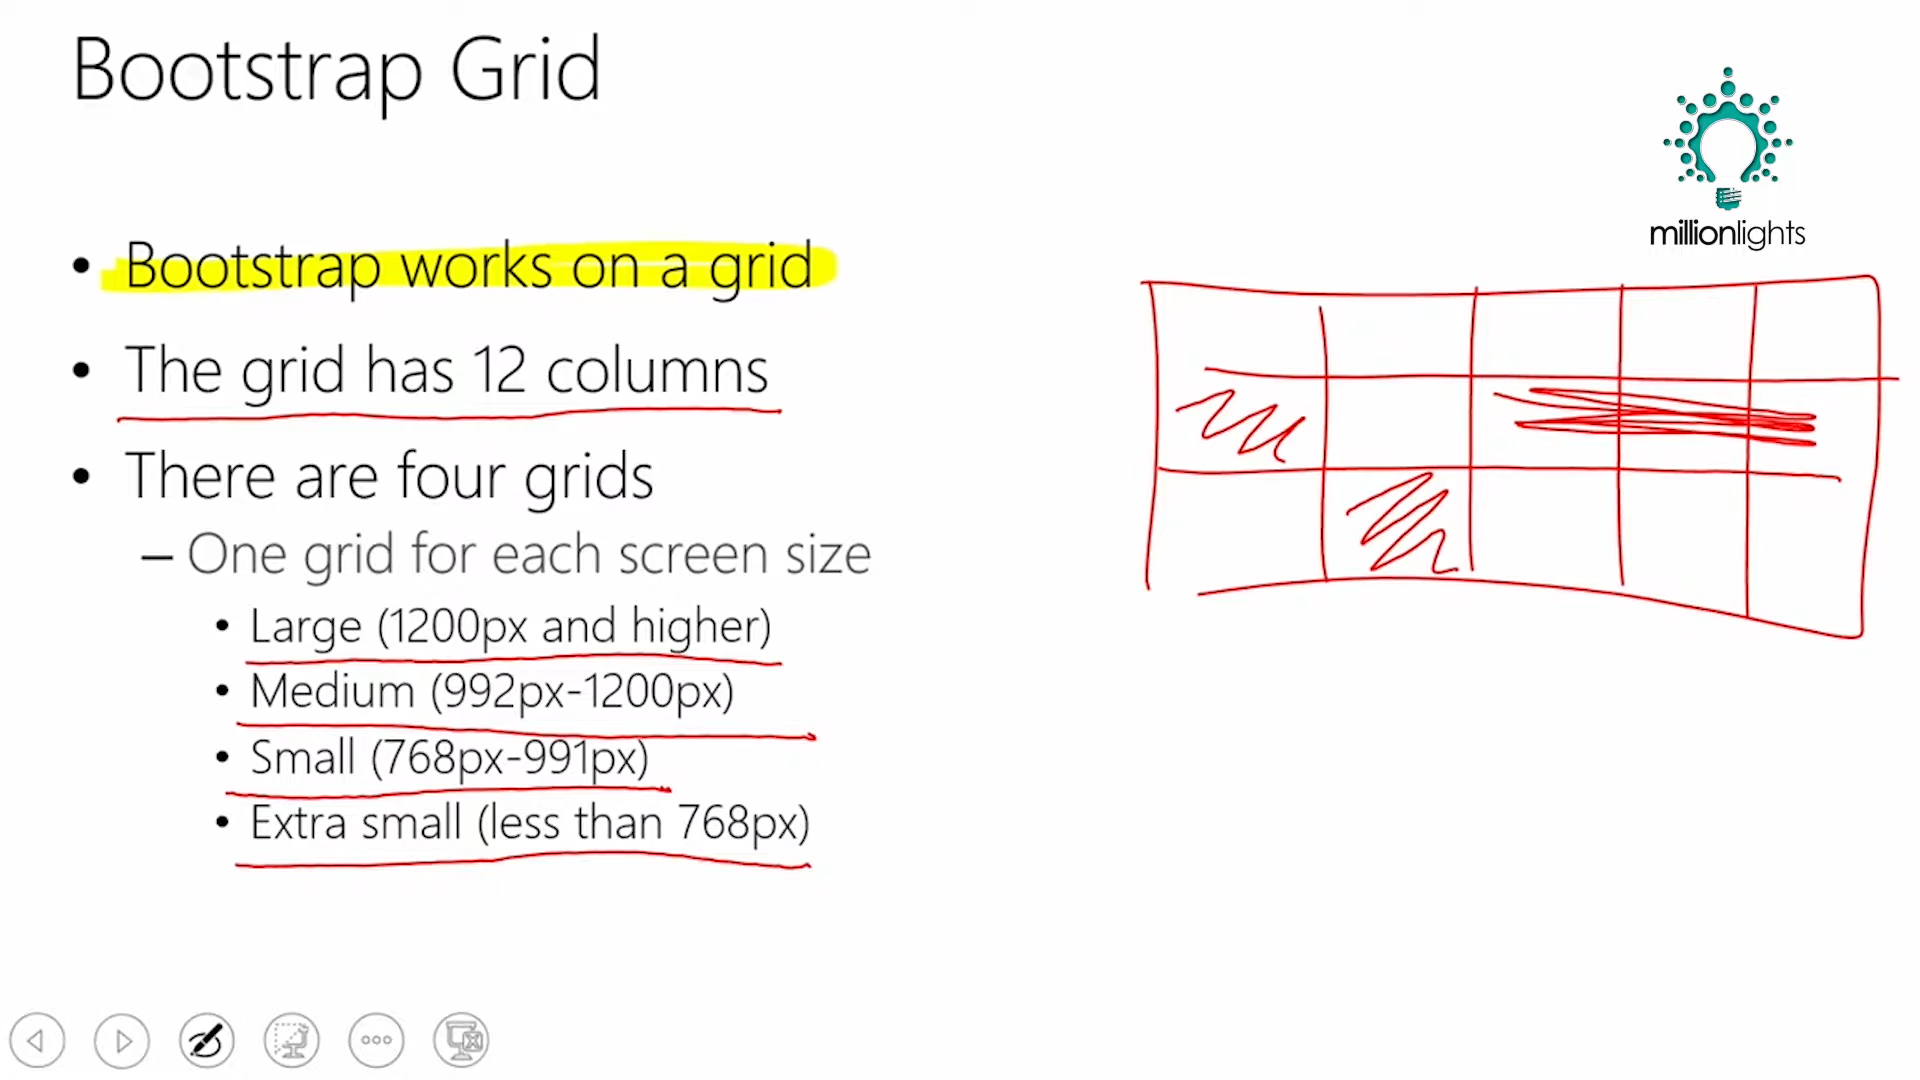 Bootstrap Grid
millionlights
• Bootstrap works on a grid
• The grid has 12 columns
• There are four grids
– One grid for each screen size
• Large (1200px and higher)
• Medium (992px-1200px)
• Small (768px-991px)
• Extra small (less than 768px)